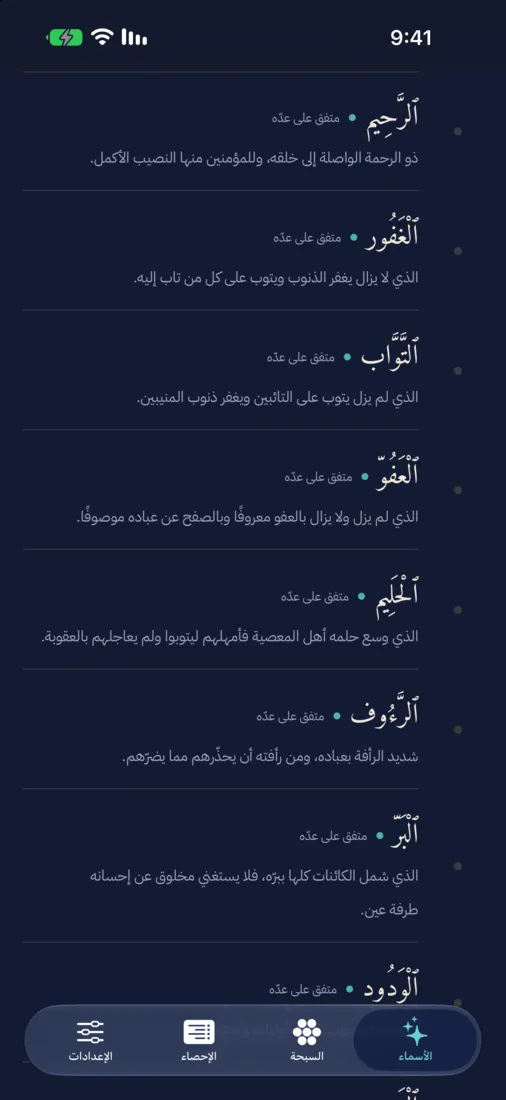 9:41
ٱلرَّحِيم • متفق على عدّه
ذو الرحمة الواصلة إلى خلقه، وللمؤمنين منها النصيب الأكمل.
ٱلْغَفُور • متفق على عدّه
الذي لا يزال يغفر الذنوب ويتوب على كل من تاب إليه.
ٱلتَّوَّاب • متفق على عدّه
الذي لم يزل يتوب على التائبين ويغفر ذنوب المنيبين.
ٱلْعَفُوّ • متفق على عدّه
الذي لم يزل ولا يزال بالعفو معروفًا وبالصفح عن عباده موصوفًا.
ٱلْحَلِيم • متفق على عدّه
الذي وسع حلمه أهل المعصية فأمهلهم ليتوبوا ولم يعاجلهم بالعقوبة.
ٱلرَّءُوف • متفق على عدّه
شديد الرأفة بعباده، ومن رأفته أن يحذّرهم مما يضرّهم.
ٱلْبَرّ • متفق على عدّه
الذي شمل الكائنات كلها ببرّه، فلا يستغني مخلوق عن إحسانه
طرفة عين.
ٱلْوَدُود • متفق على عدّه
الأسماء
السبحة
الإحصاء
الإعدادات